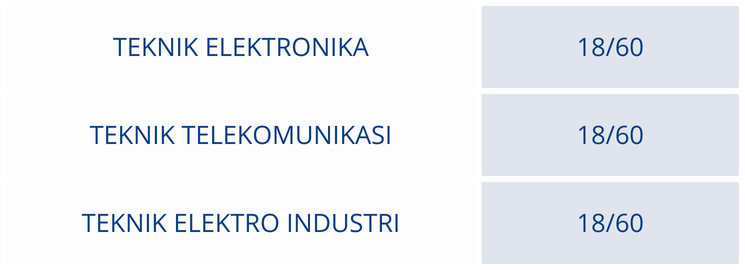 TEKNIK ELEKTRONIKA 18/60
TEKNIK TELEKOMUNIKASI 18/60
TEKNIK ELEKTRO INDUSTRI 18/60